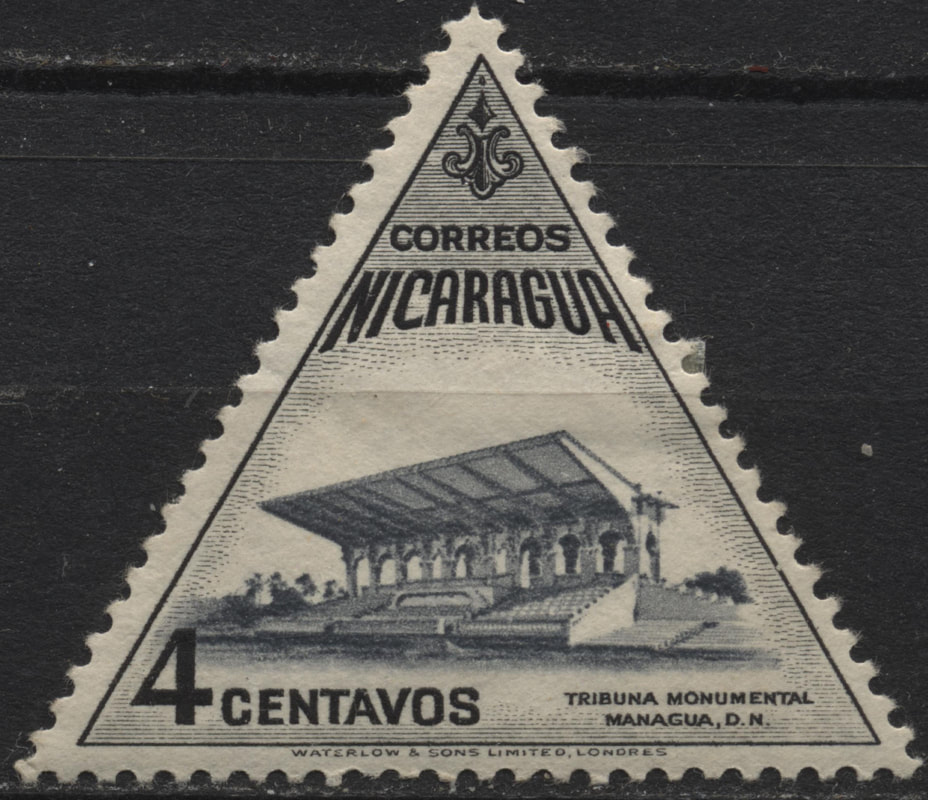 CORREOS
NICARAGUA
4 CENTAVOS
TRIBUNA MONUMENTAL
MANAGUA, D.N.
WATERLOW & SONS LIMITED, LONDRES